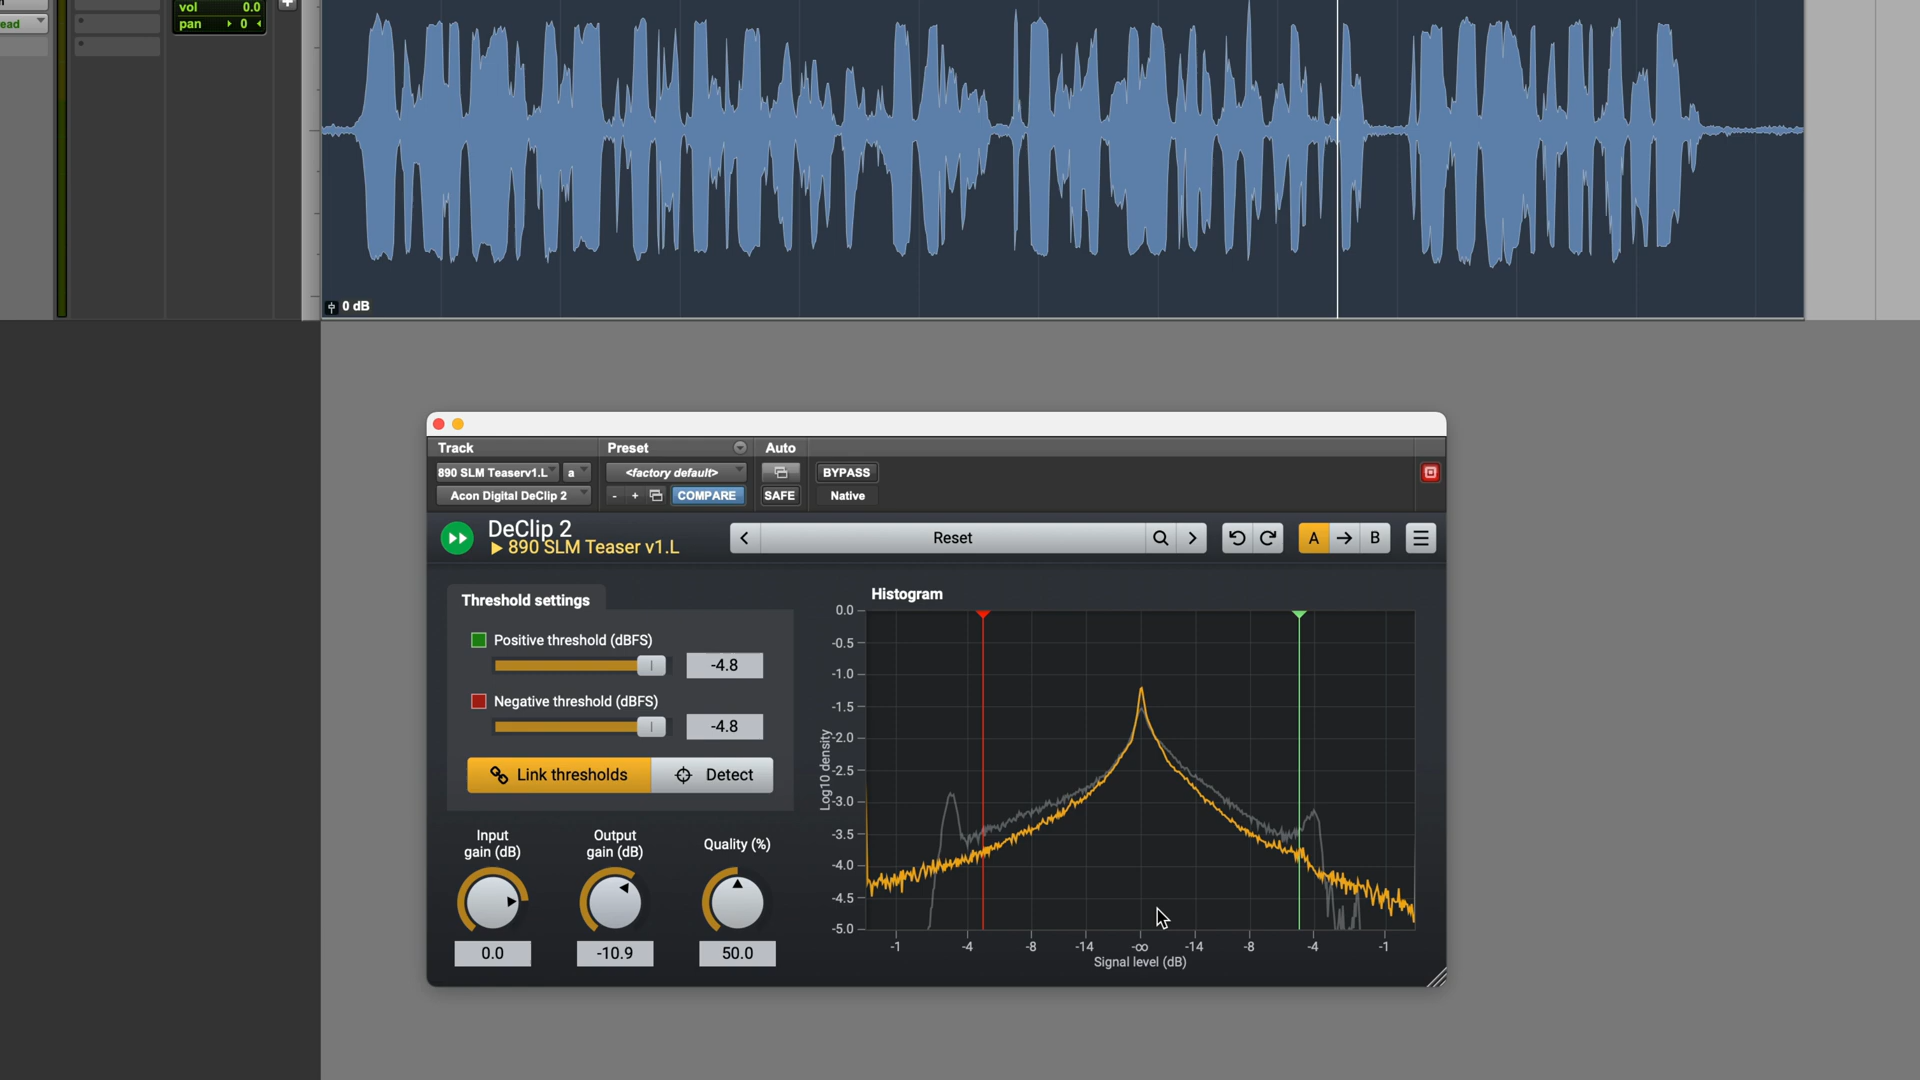 ead
vol 0.0
pan 0
0 dB
Track
Preset
Auto
890 SLM Teaserv1.L
a
<factory default>
BYPASS
Acon Digital DeClip 2
- + COMPARE
SAFE
Native
DeClip 2
890 SLM Teaser v1.L
Reset
A
B
Threshold settings
Positive threshold (dBFS)
-4.8
Negative threshold (dBFS)
-4.8
Link thresholds
Detect
Input
gain (dB)
Output
gain (dB)
Quality (%)
0.0
-10.9
50.0
Histogram
0.0
-0.5
-1.0
-1.5
-2.0
-2.5
-3.0
-3.5
-4.0
-4.5
-5.0
Log10 density
-1 -4 -8 -14 -∞ -14 -8 -4 -1
Signal level (dB)